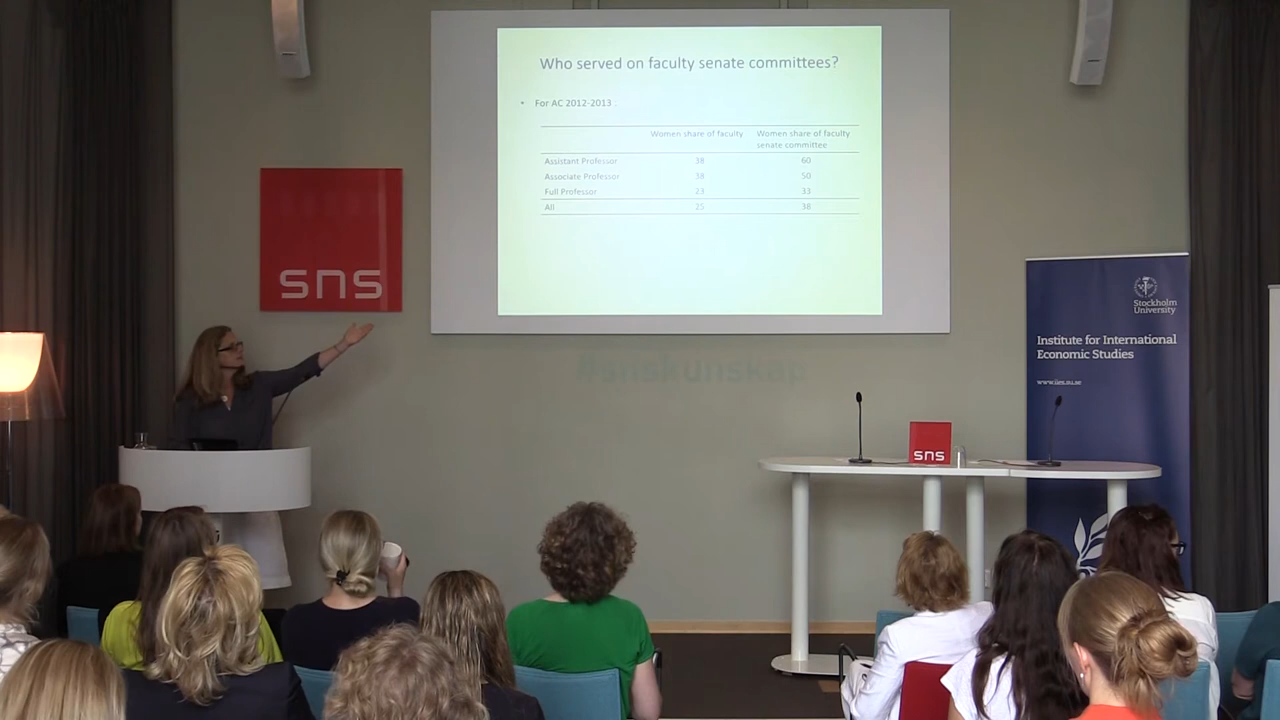 Who served on faculty senate committees?
• For AC 2012-2013 .
Women share of faculty Women share of faculty
senate committee
Assistant Professor 38 60
Associate Professor 38 50
Full Professor 23 33
All 25 38
sns
#snskunskap
Stockholm
University
Institute for International
Economic Studies
www.iies.su.se
sns